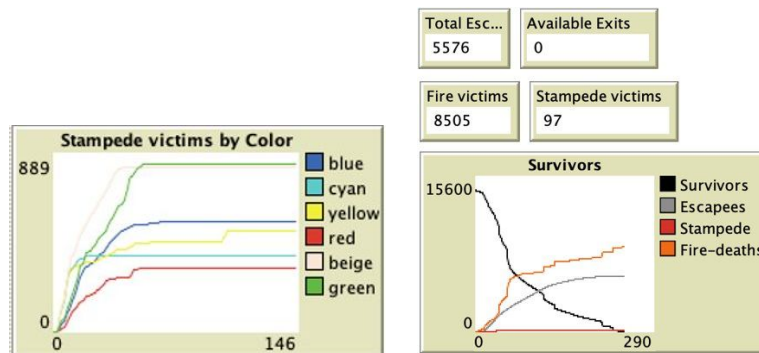 Total Esc...
5576
Available Exits
0
Fire victims
8505
Stampede victims
97
Stampede victims by Color
889
0
0
146
blue
cyan
yellow
red
beige
green
Survivors
15600
0
0
290
Survivors
Escapees
Stampede
Fire-deaths